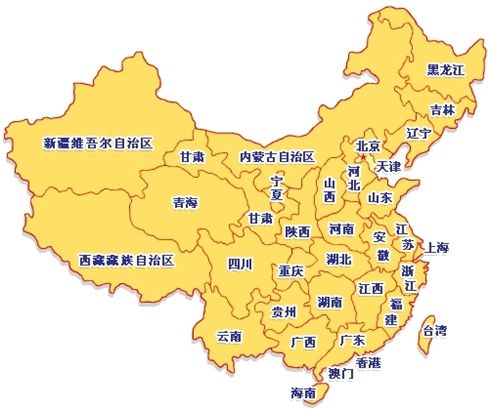 黑龙江
吉林
辽宁
新疆维吾尔自治区
甘肃
内蒙古自治区
北京
天津
河北
山西
宁夏
山东
青海
甘肃
陕西
河南
江苏
安徽
上海
西藏藏族自治区
四川
重庆
湖北
浙江
江西
湖南
贵州
福建
云南
广西
广东
台湾
香港
澳门
海南